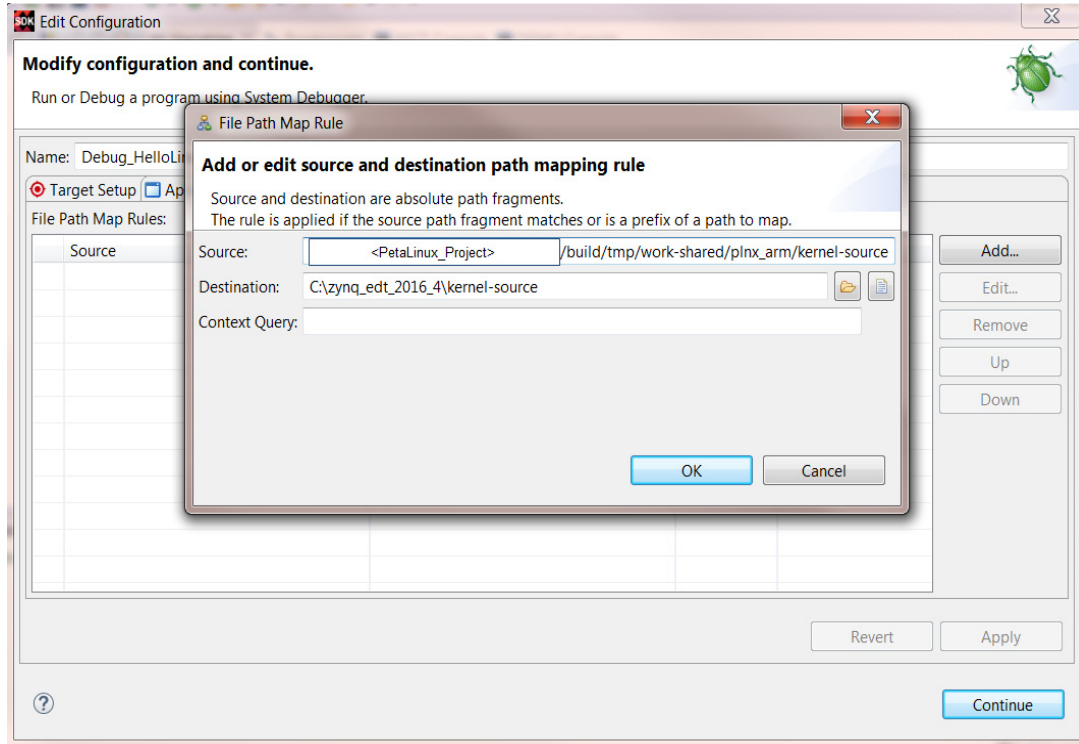 SDK Edit Configuration
Modify configuration and continue.
Run or Debug a program using System Debugger.
File Path Map Rule
Name: Debug_HelloLi
Add or edit source and destination path mapping rule
Target Setup Ap
Source and destination are absolute path fragments.
The rule is applied if the source path fragment matches or is a prefix of a path to map.
File Path Map Rules:
Source
Source: <PetaLinux_Project> /build/tmp/work-shared/plnx_arm/kernel-source
Add...
Destination: C:\zynq_edt_2016_4\kernel-source
Edit...
Context Query:
Remove
Up
Down
OK Cancel
Revert Apply
? Continue